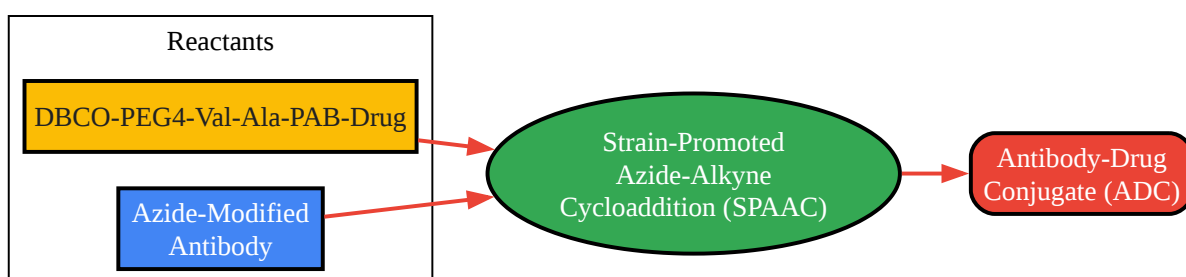 Reactants
DBCO-PEG4-Val-Ala-PAB-Drug
Azide-Modified
Antibody
Strain-Promoted
Azide-Alkyne
Cycloaddition (SPAAC)
Antibody-Drug
Conjugate (ADC)